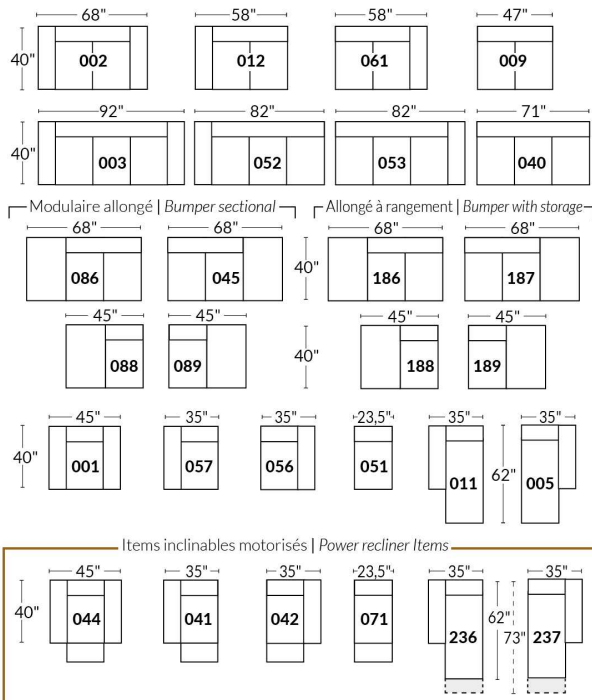 68" 58" 58" 47"
40" 002 012 061 009
92" 82" 82" 71"
40" 003 052 053 040
Modulaire allongé | Bumper sectional
Allongé à rangement | Bumper with storage
68" 68" 68" 68"
086 045 40" 186 187
45" 45" 45" 45"
088 089 40" 188 189
45" 35" 35" 23,5" 35" 35"
40" 001 057 056 051 011 62" 005
Items inclinables motorisés | Power recliner Items
45" 35" 35" 23,5" 35" 35"
40" 044 041 042 071 236 62" 73" 237